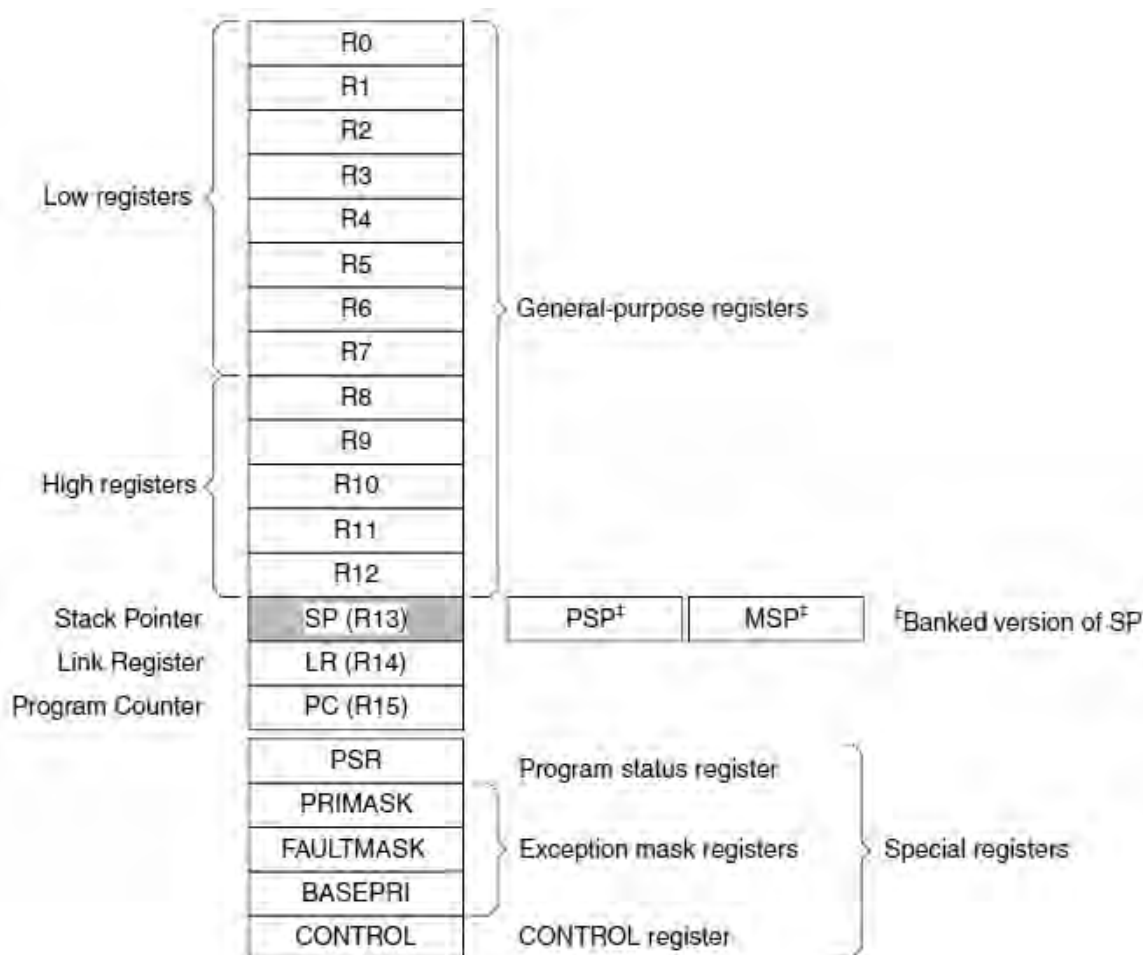 R0
R1
R2
R3
Low registers
R4
R5
R6
General-purpose registers
R7
R8
R9
High registers
R10
R11
R12
Stack Pointer SP (R13) PSP‡ MSP‡ ‡Banked version of SP
Link Register LR (R14)
Program Counter PC (R15)
PSR Program status register
PRIMASK
FAULTMASK Exception mask registers Special registers
BASEPRI
CONTROL CONTROL register